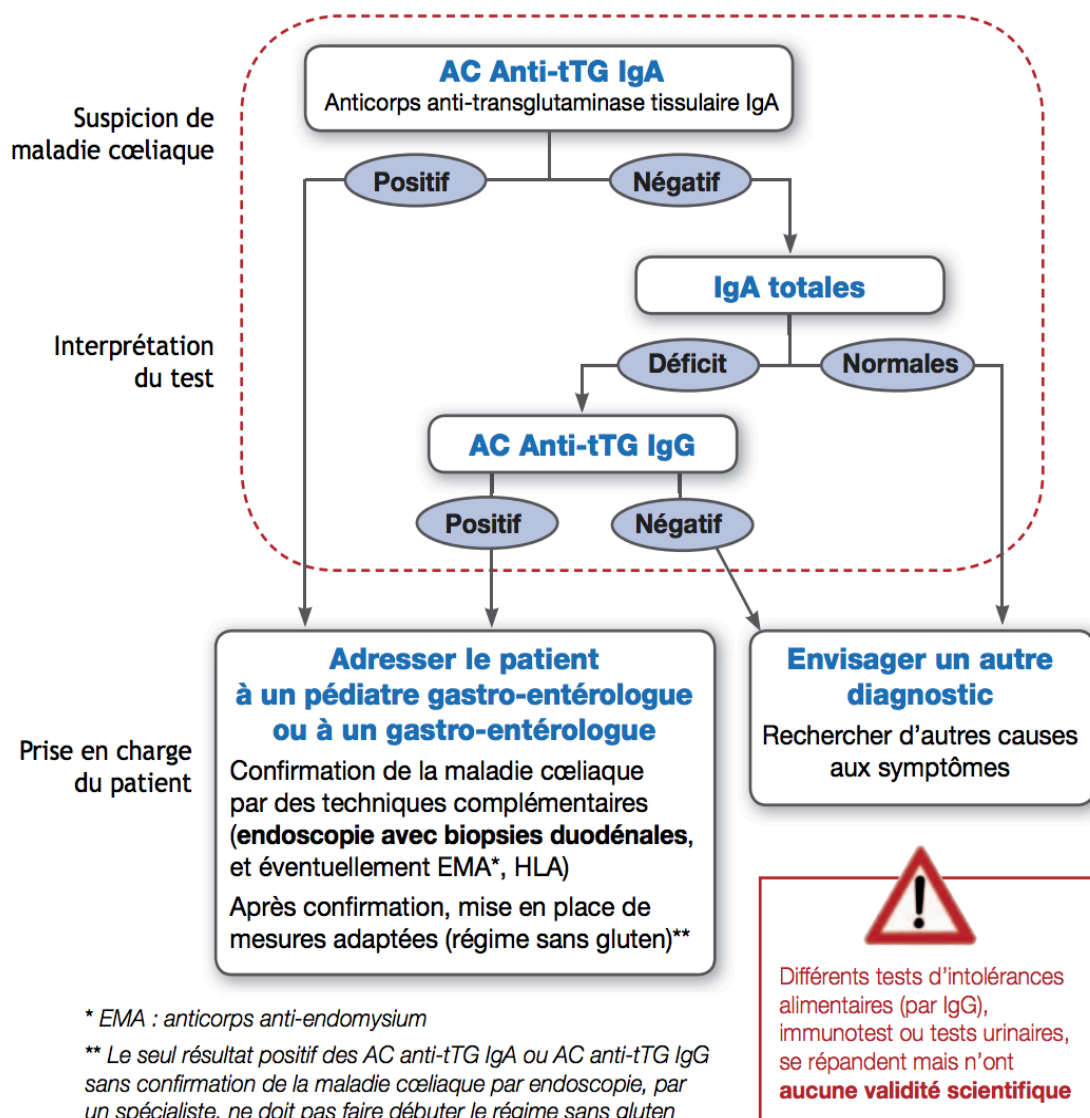 AC Anti-tTG IgA
Anticorps anti-transglutaminase tissulaire IgA
Suspicion de
maladie cœliaque
Positif
Négatif
IgA totales
Interprétation
du test
Déficit
Normales
AC Anti-tTG IgG
Positif
Négatif
Prise en charge
du patient
Adresser le patient
à un pédiatre gastro-entérologue
ou à un gastro-entérologue
Confirmation de la maladie cœliaque
par des techniques complémentaires
(endoscopie avec biopsies duodénales,
et éventuellement EMA*, HLA)
Après confirmation, mise en place de
mesures adaptées (régime sans gluten)**
Envisager un autre
diagnostic
Rechercher d'autres causes
aux symptômes
* EMA : anticorps anti-endomysium
** Le seul résultat positif des AC anti-tTG IgA ou AC anti-tTG IgG
sans confirmation de la maladie cœliaque par endoscopie, par
un spécialiste, ne doit pas faire débuter le régime sans gluten
!
Différents tests d'intolérances
alimentaires (par IgG),
immunotest ou tests urinaires,
se répandent mais n'ont
aucune validité scientifique